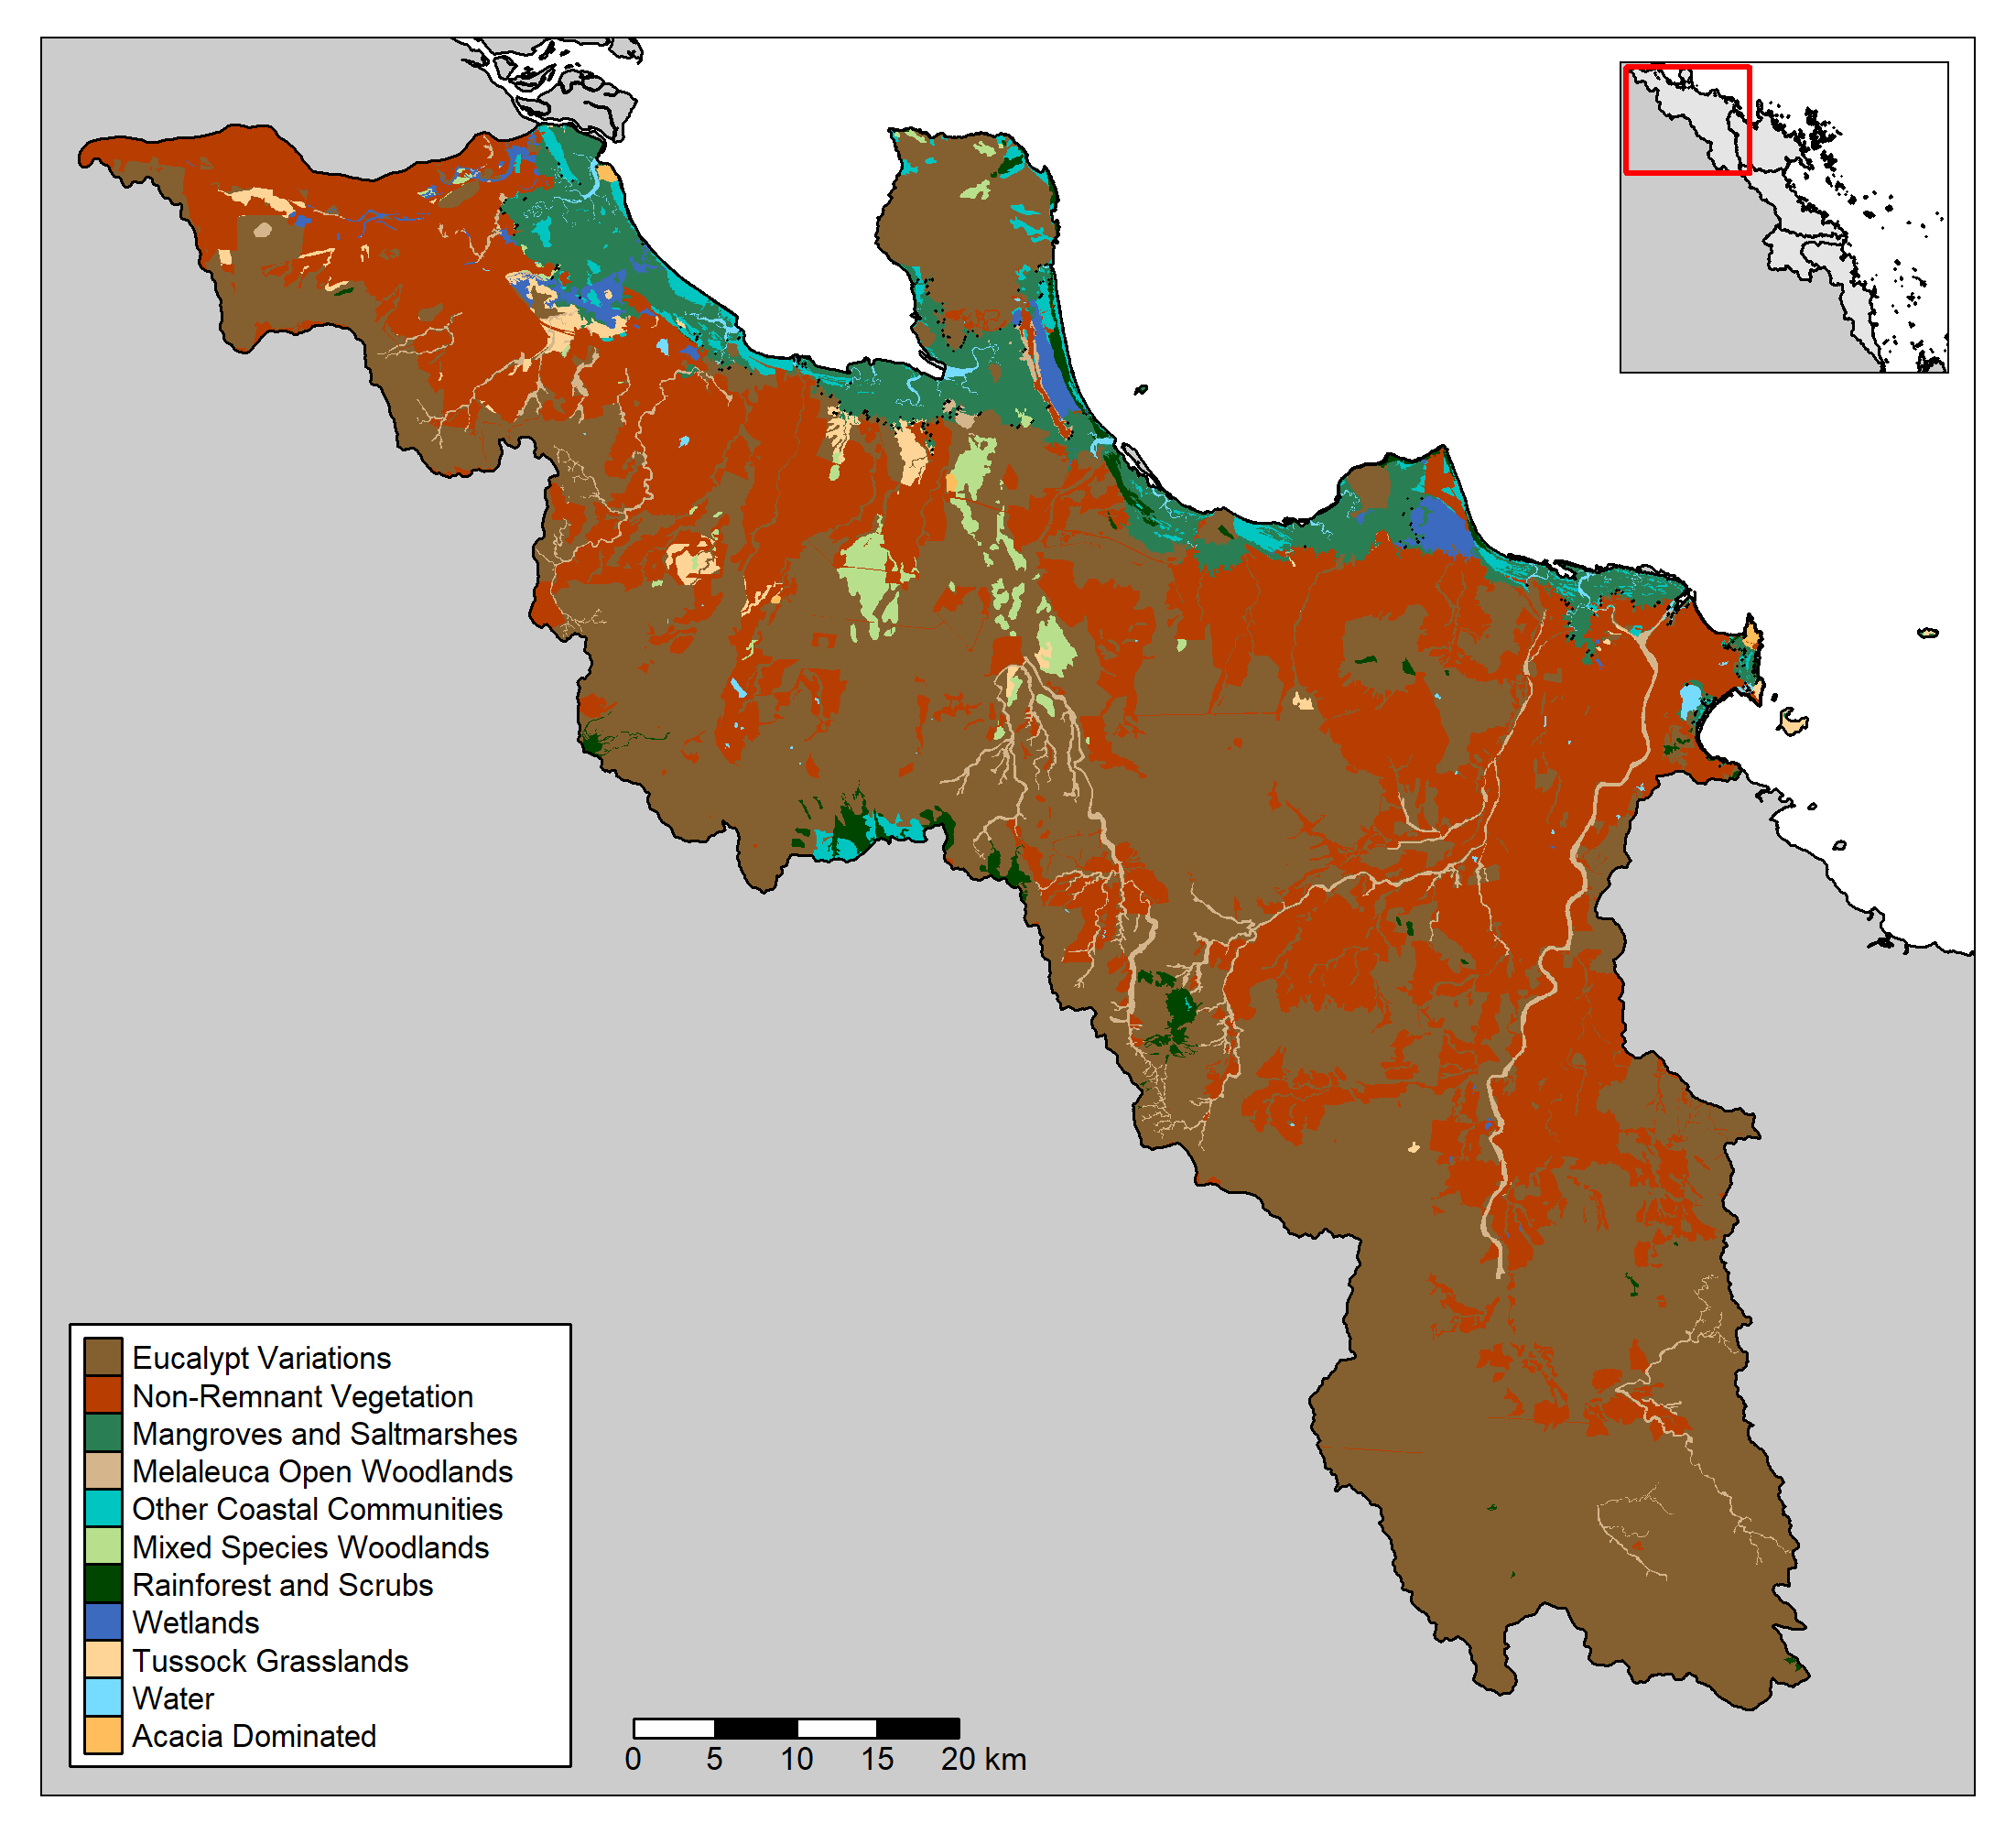 Eucalypt Variations
Non-Remnant Vegetation
Mangroves and Saltmarshes
Melaleuca Open Woodlands
Other Coastal Communities
Mixed Species Woodlands
Rainforest and Scrubs
Wetlands
Tussock Grasslands
Water
Acacia Dominated
0 5 10 15 20 km